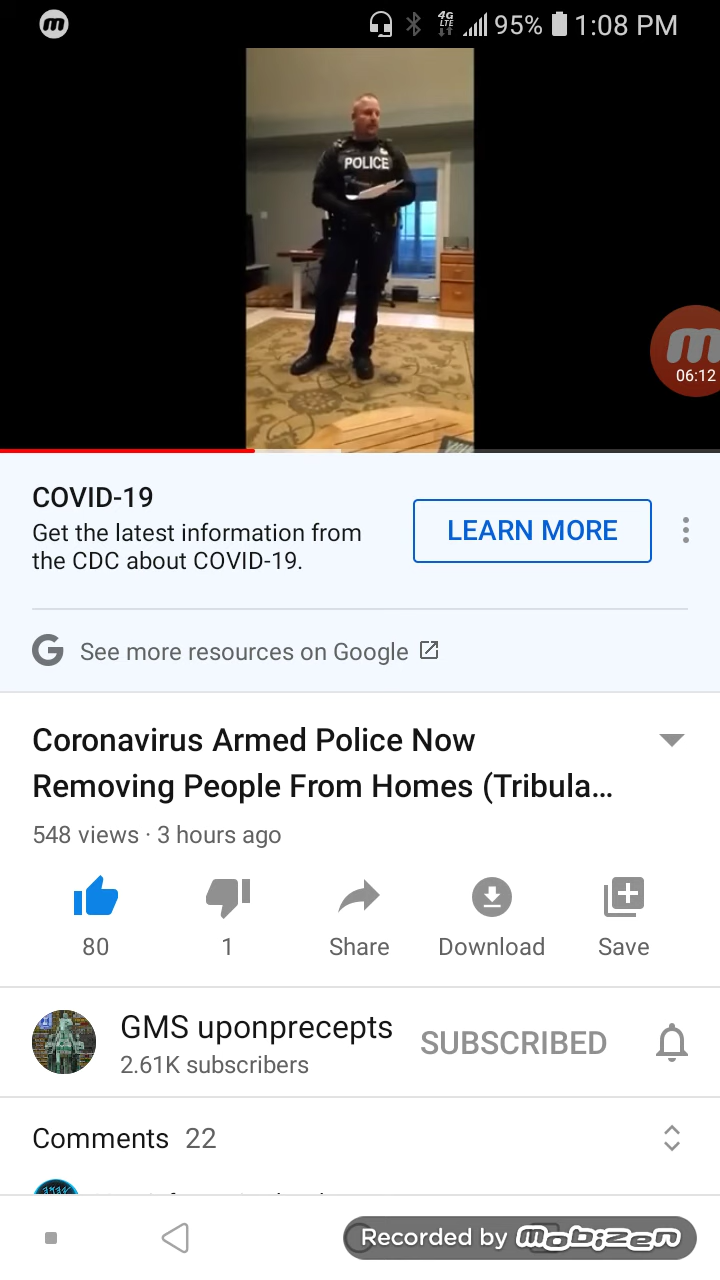 4G
LTE
95%
1:08 PM
POLICE
06:12
COVID-19
Get the latest information from
the CDC about COVID-19.
LEARN MORE
See more resources on Google
Coronavirus Armed Police Now
Removing People From Homes (Tribula...
548 views · 3 hours ago
80
1
Share
Download
Save
GMS uponprecepts
2.61K subscribers
SUBSCRIBED
Comments 22
Recorded by mobizen